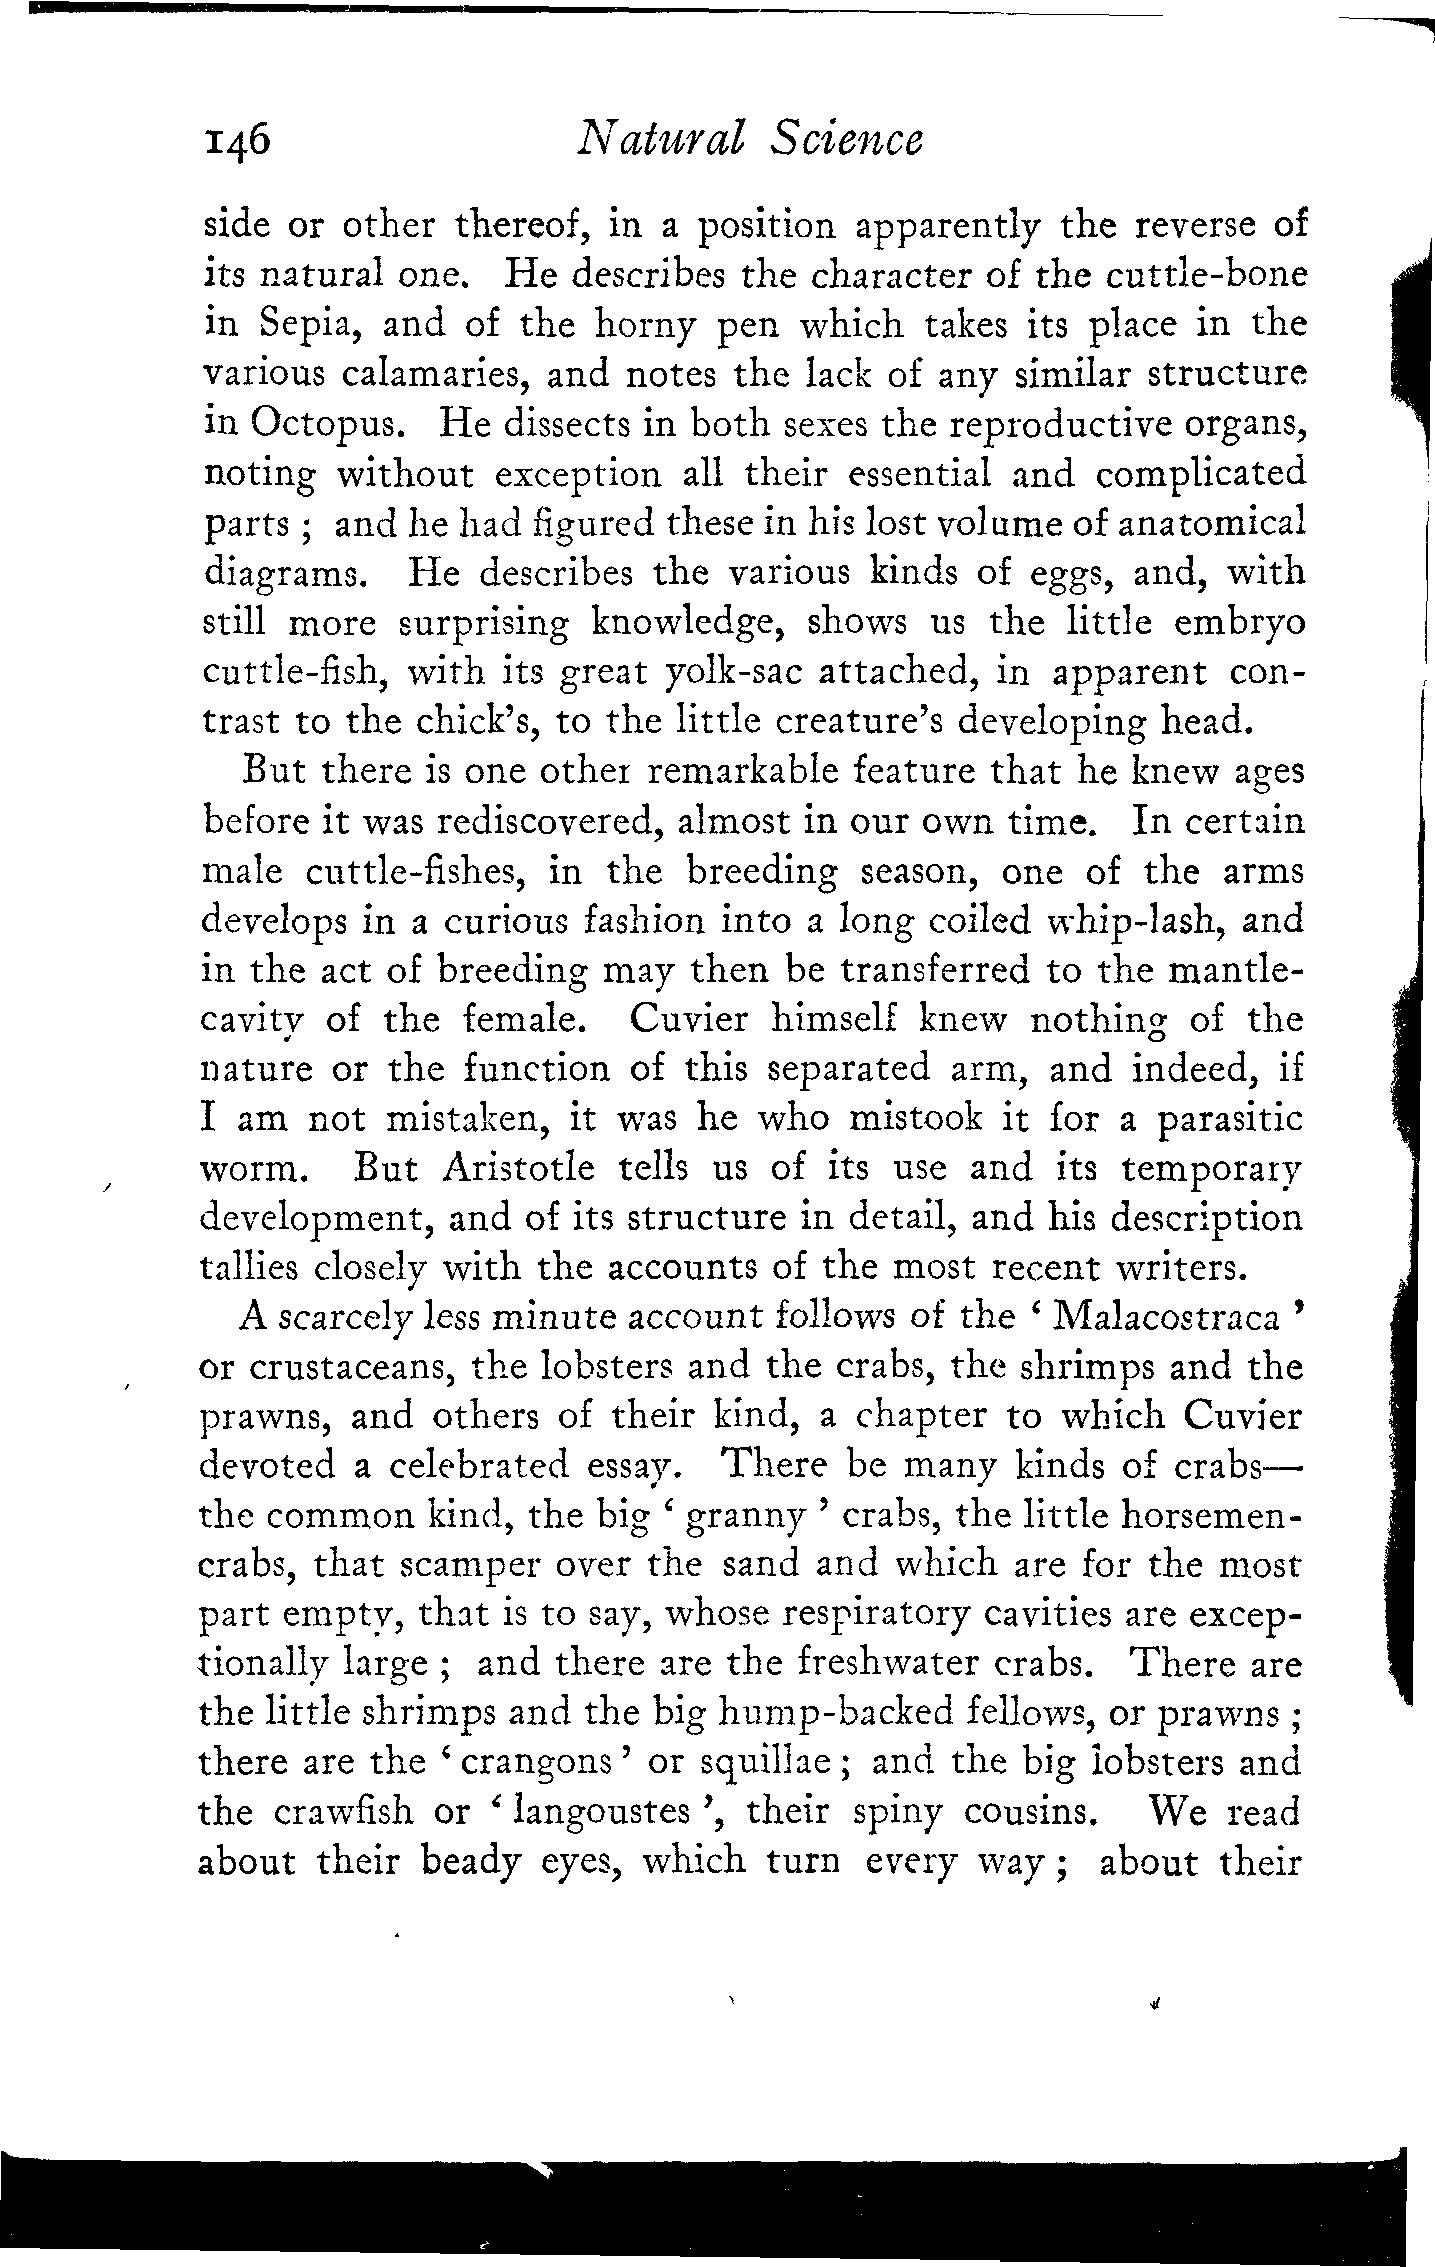 146 Natural Science
side or other thereof, in a position apparently the reverse of
its natural one. He describes the character of the cuttle-bone
in Sepia, and of the horny pen which takes its place in the
various calamaries, and notes the lack of any similar structure
in Octopus. He dissects in both sexes the reproductive organs,
noting without exception all their essential and complicated
parts ; and he had figured these in his lost volume of anatomical
diagrams. He describes the various kinds of eggs, and, with
still more surprising knowledge, shows us the little embryo
cuttle-fish, with its great yolk-sac attached, in apparent con-
trast to the chick's, to the little creature's developing head.
But there is one other remarkable feature that he knew ages
before it was rediscovered, almost in our own time. In certain
male cuttle-fishes, in the breeding season, one of the arms
develops in a curious fashion into a long coiled whip-lash, and
in the act of breeding may then be transferred to the mantle-
cavity of the female. Cuvier himself knew nothing of the
nature or the function of this separated arm, and indeed, if
I am not mistaken, it was he who mistook it for a parasitic
worm. But Aristotle tells us of its use and its temporary
development, and of its structure in detail, and his description
tallies closely with the accounts of the most recent writers.
A scarcely less minute account follows of the ‘ Malacostraca ’
or crustaceans, the lobsters and the crabs, the shrimps and the
prawns, and others of their kind, a chapter to which Cuvier
devoted a celebrated essay. There be many kinds of crabs—
the common kind, the big ‘ granny ’ crabs, the little horsemen-
crabs, that scamper over the sand and which are for the most
part empty, that is to say, whose respiratory cavities are excep-
tionally large ; and there are the freshwater crabs. There are
the little shrimps and the big hump-backed fellows, or prawns ;
there are the ‘ crangons ’ or squillae ; and the big lobsters and
the crawfish or ‘ langoustes ’, their spiny cousins. We read
about their beady eyes, which turn every way ; about their